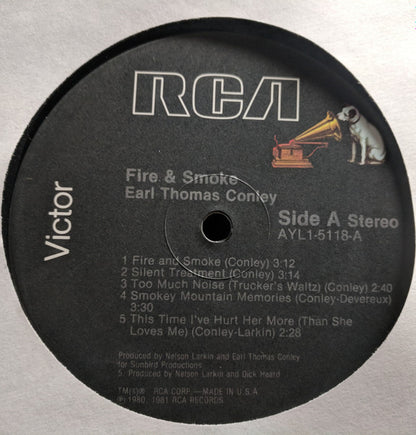 RCA
Victor
Fire & Smoke
Earl Thomas Conley
Side A Stereo
AYL1-5118-A
1 Fire and Smoke (Conley) 3:12
2 Silent Treatment (Conley) 3:14
3 Too Much Noise (Trucker's Waltz) (Conley) 2:40
4 Smokey Mountain Memories (Conley-Devereux)
3:30
5 This Time I've Hurt Her More (Than She
Loves Me) (Conley-Larkin) 2:28
Produced by Nelson Larkin and Earl Thomas Conley
for Sunbird Productions
5. Produced by Nelson Larkin and Dick Heard
TM(s)® RCA CORP.—MADE IN U.S.A.
℗ 1980, 1981 RCA RECORDS